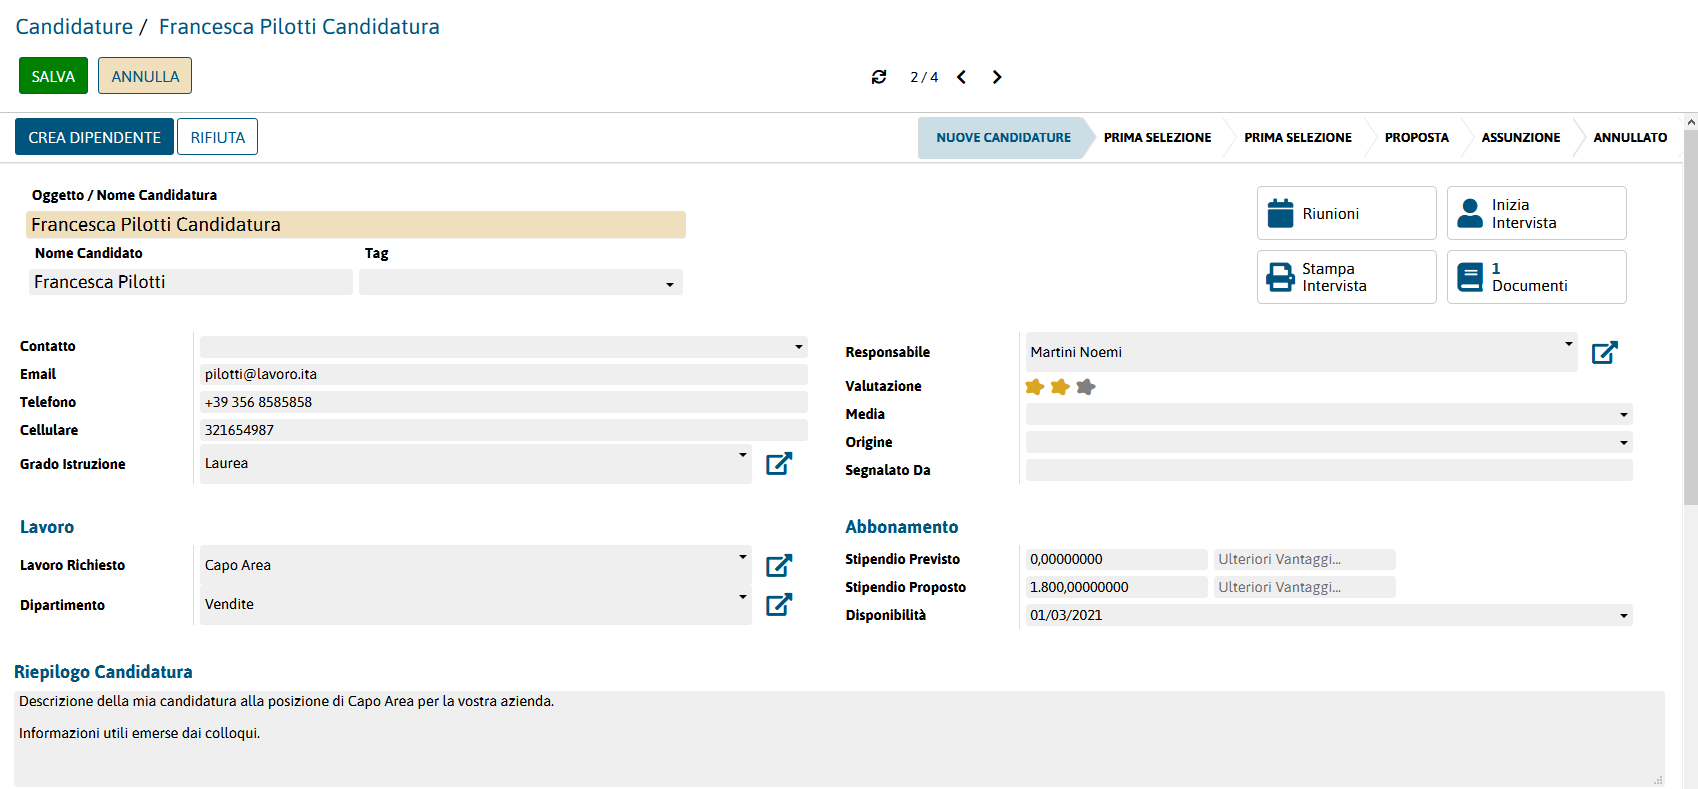 Candidature / Francesca Pilotti Candidatura
SALVA ANNULLA 2 / 4
CREA DIPENDENTE RIFIUTA NUOVE CANDIDATURE PRIMA SELEZIONE PRIMA SELEZIONE PROPOSTA ASSUNZIONE ANNULLATO
Oggetto / Nome Candidatura
Francesca Pilotti Candidatura
Nome Candidato Tag
Francesca Pilotti
Riunioni
Inizia
Intervista
Stampa
Intervista
1
Documenti
Contatto
Email pilotti@lavoro.ita
Telefono +39 356 8585858
Cellulare 321654987
Grado Istruzione Laurea
Responsabile Martini Noemi
Valutazione
Media
Origine
Segnalato Da
Lavoro
Lavoro Richiesto Capo Area
Dipartimento Vendite
Abbonamento
Stipendio Previsto 0,00000000 Ulteriori Vantaggi...
Stipendio Proposto 1.800,00000000 Ulteriori Vantaggi...
Disponibilità 01/03/2021
Riepilogo Candidatura
Descrizione della mia candidatura alla posizione di Capo Area per la vostra azienda.
Informazioni utili emerse dai colloqui.